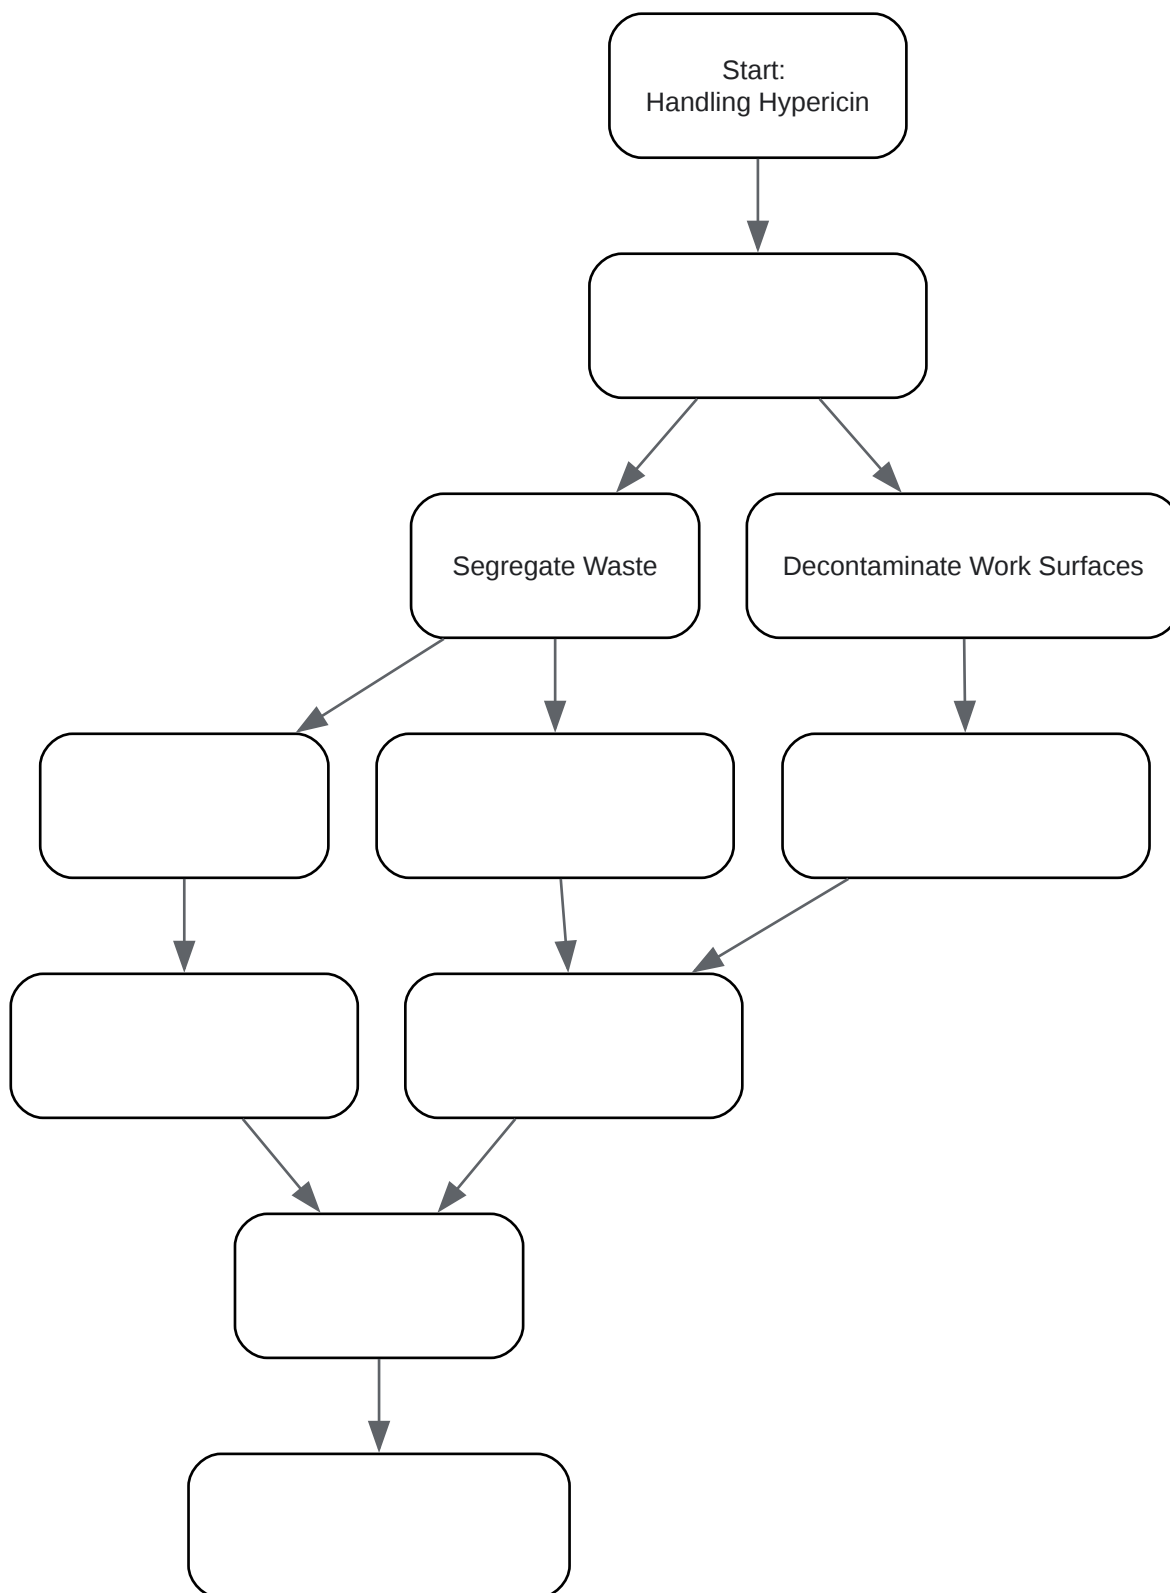 Start:
Handling Hypericin
Segregate Waste
Decontaminate Work Surfaces